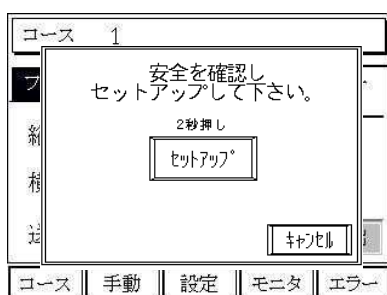 コース 1
安全を確認し
セットアップして下さい。
2秒押し
ｾｯﾄｱｯﾌﾟ
ｷｬﾝｾﾙ
コース 手動 設定 モニタ エラー